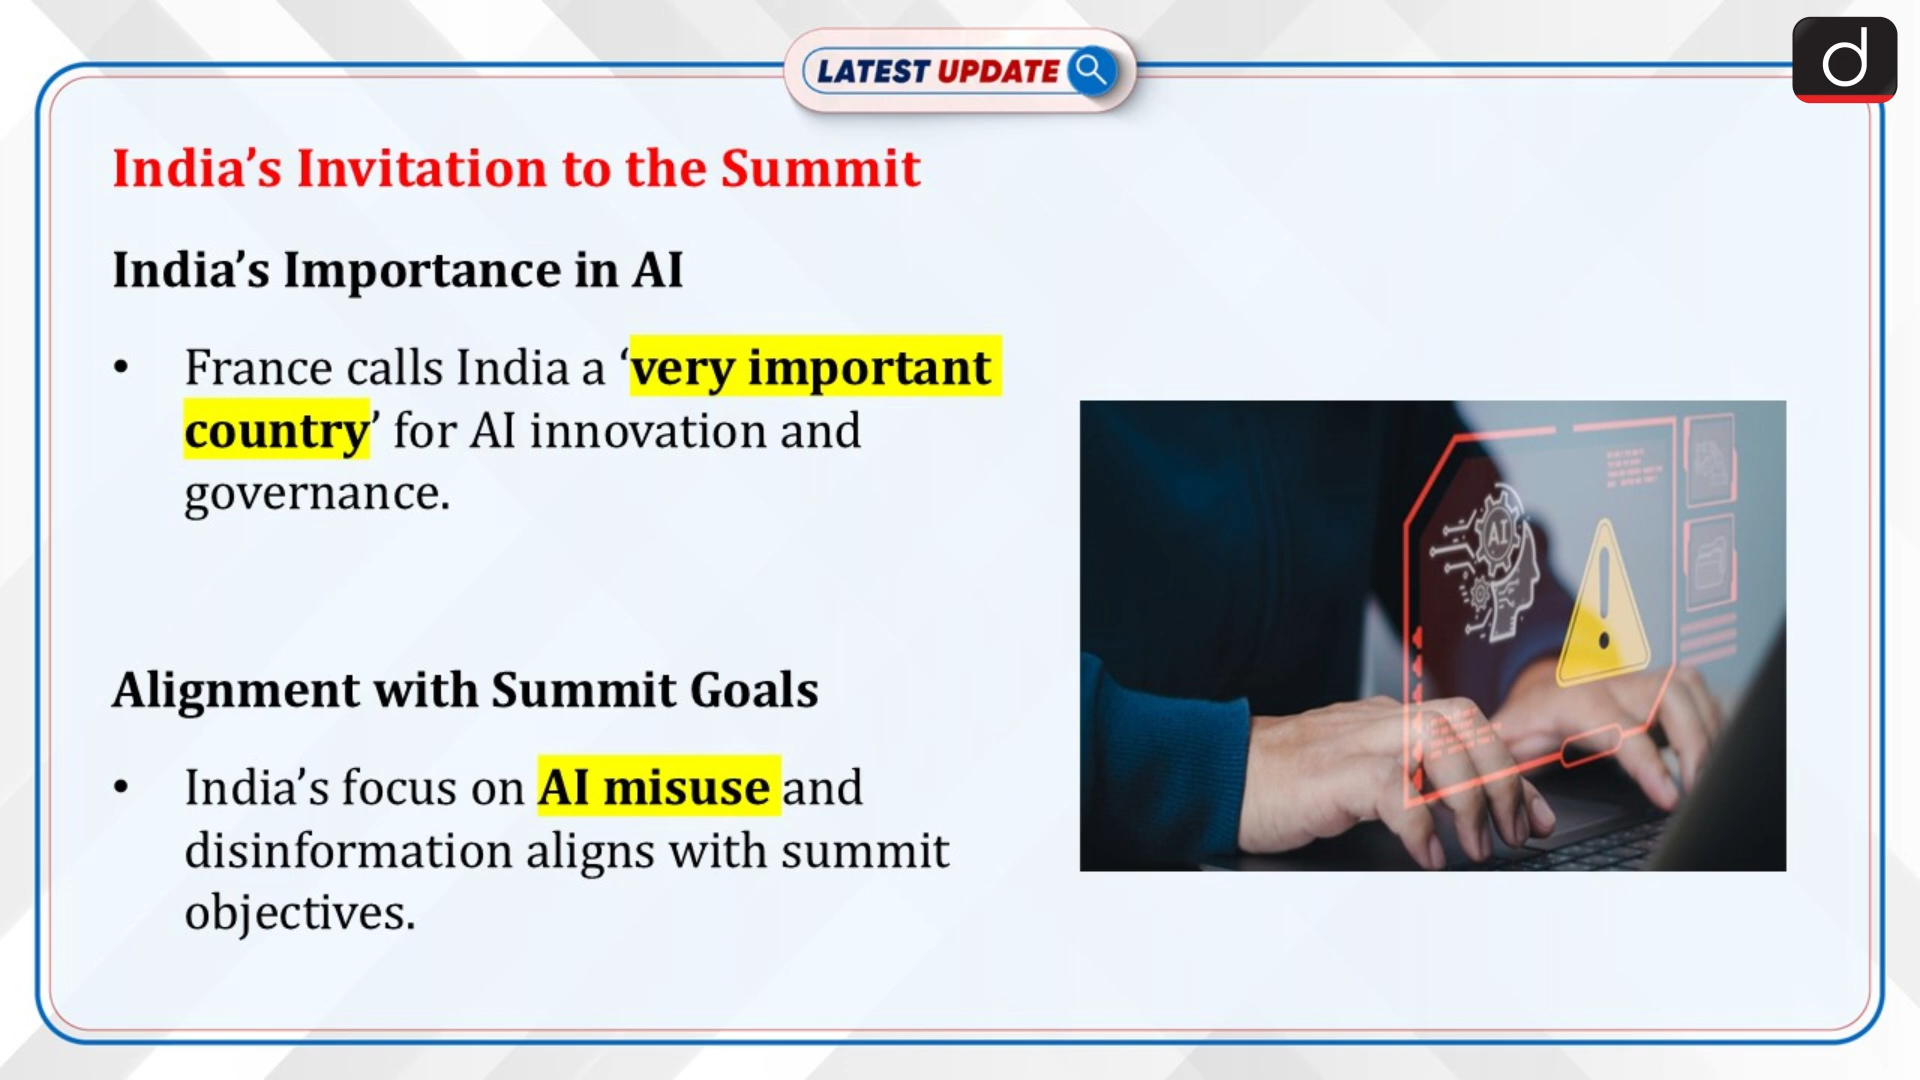 LATEST UPDATE
d
India’s Invitation to the Summit
India’s Importance in AI
• France calls India a ‘very important
country’ for AI innovation and
governance.
Alignment with Summit Goals
• India’s focus on AI misuse and
disinformation aligns with summit
objectives.
AI